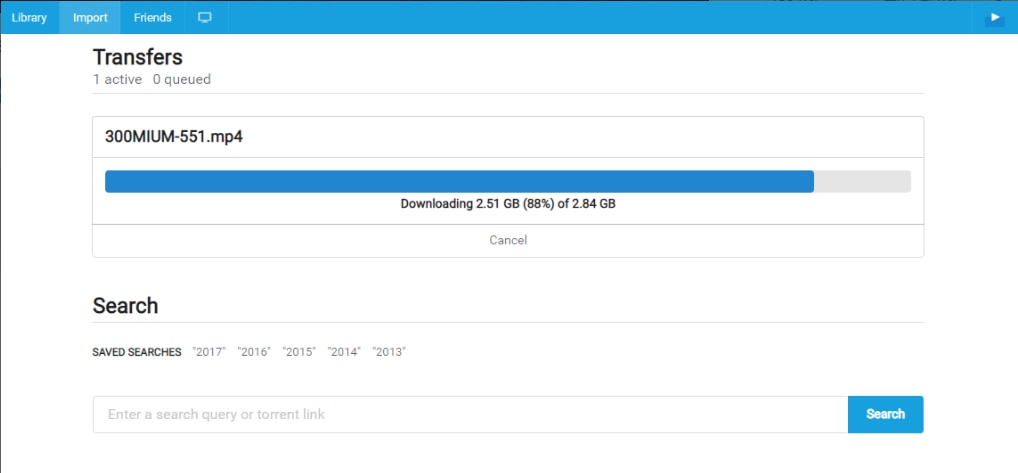 Library Import Friends
Transfers
1 active 0 queued
300MIUM-551.mp4
Downloading 2.51 GB (88%) of 2.84 GB
Cancel
Search
SAVED SEARCHES "2017" "2016" "2015" "2014" "2013"
Enter a search query or torrent link Search